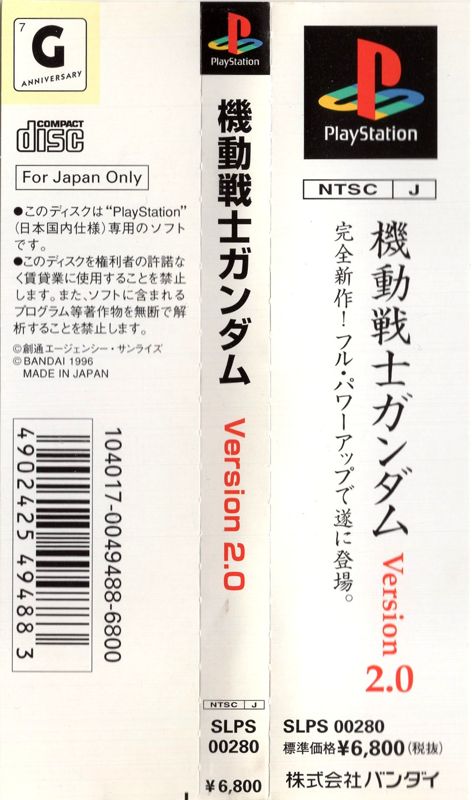 7
G
ANNIVERSARY
COMPACT
disc
For Japan Only
●このディスクは“PlayStation”
(日本国内仕様)専用のソフト
です。
●このディスクを権利者の許諾な
く賃貸業に使用することを禁止
します。また、ソフトに含まれる
プログラム等著作物を無断で解
析することを禁止します。
©創通エージェンシー・サンライズ
©BANDAI 1996
MADE IN JAPAN
104017-0049488-6800
4902425494883
PlayStation
機動戦士ガンダム Version 2.0
NTSC J
SLPS
00280
¥6,800
PlayStation
NTSC J
機動戦士ガンダム Version 2.0
完全新作!フル・パワーアップで遂に登場。
SLPS 00280
標準価格¥6,800(税抜)
株式会社バンダイ